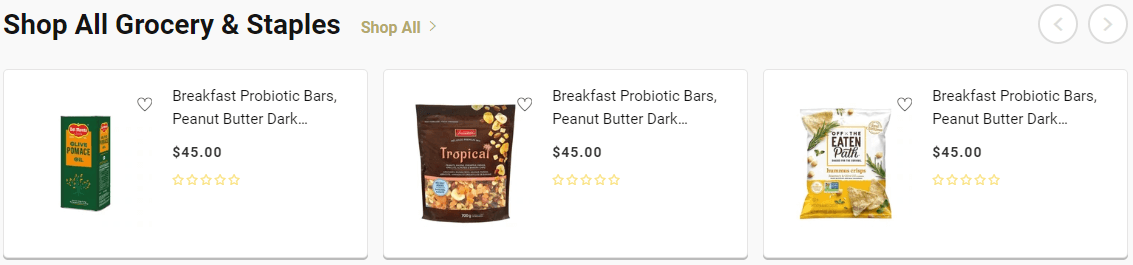 Shop All Grocery & Staples
Shop All
Breakfast Probiotic Bars,
Peanut Butter Dark...
$45.00
Del Monte
OLIVE
POMACE
OIL
Breakfast Probiotic Bars,
Peanut Butter Dark...
$45.00
Tropical
Breakfast Probiotic Bars,
Peanut Butter Dark...
$45.00
OFF THE
EATEN
Path
hummus crisps